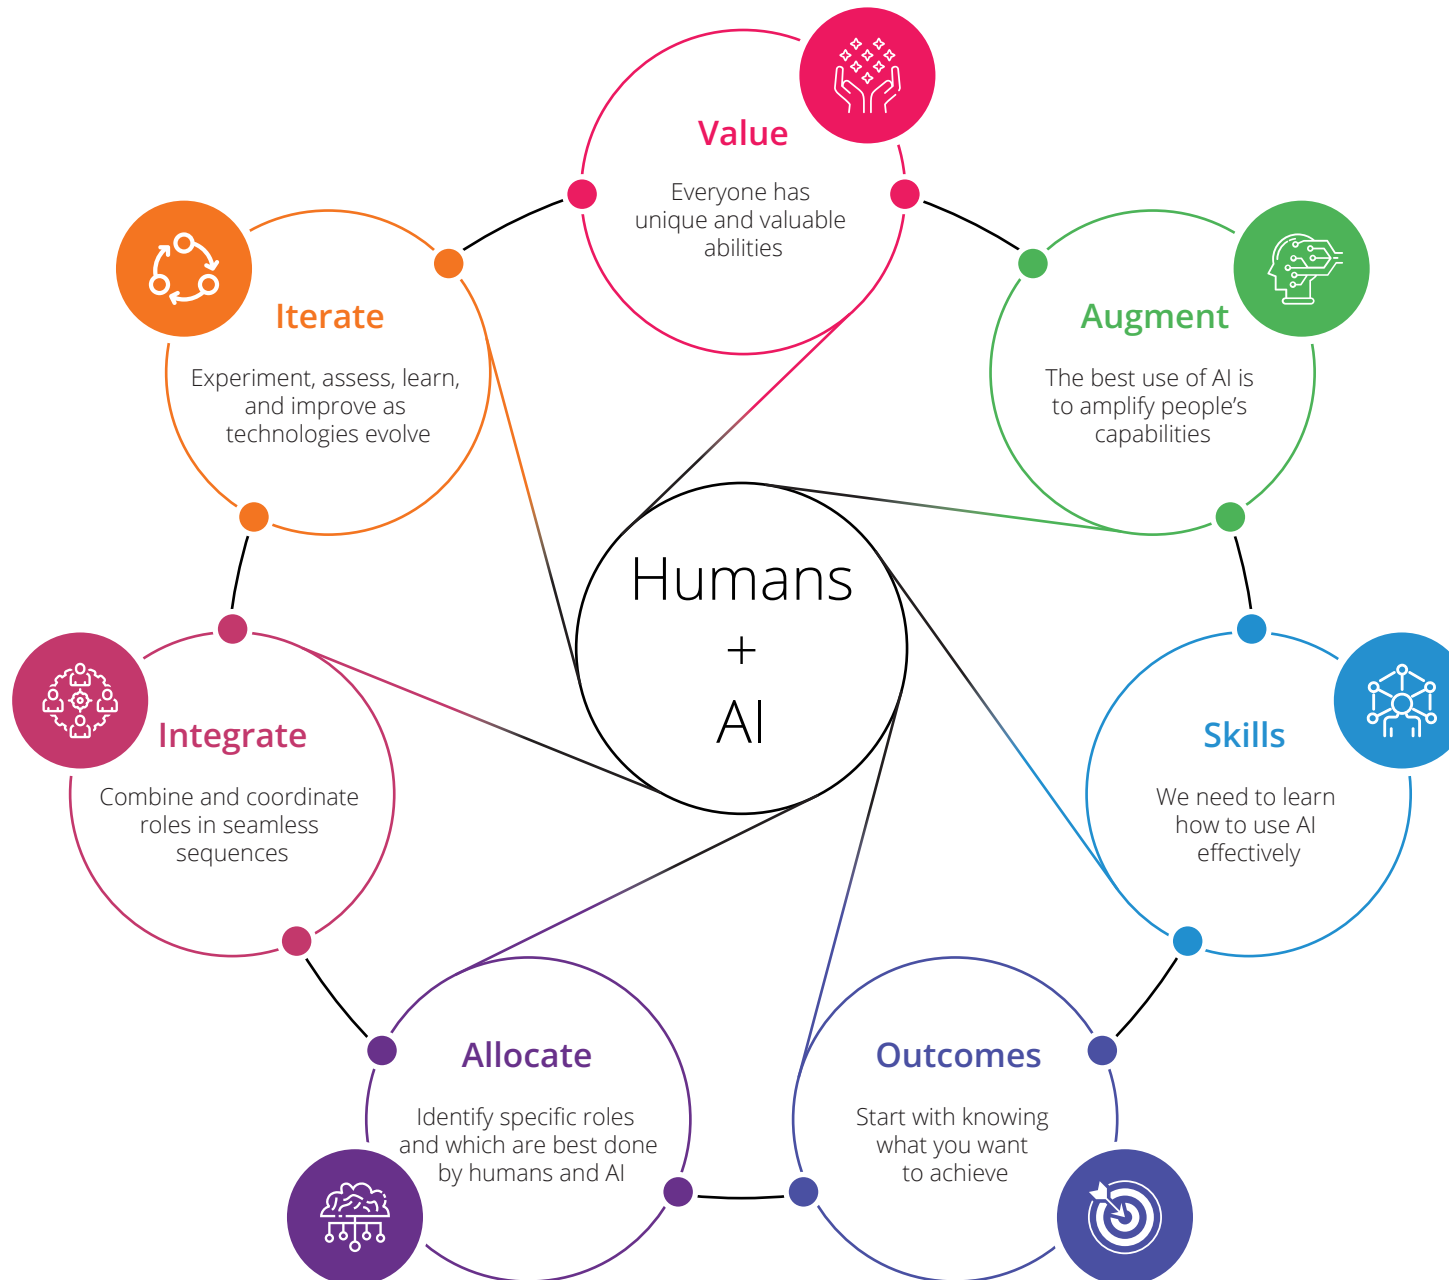 Value
Everyone has
unique and valuable
abilities
Augment
The best use of AI is
to amplify people’s
capabilities
Skills
We need to learn
how to use AI
effectively
Outcomes
Start with knowing
what you want
to achieve
Allocate
Identify specific roles
and which are best done
by humans and AI
Integrate
Combine and coordinate
roles in seamless
sequences
Iterate
Experiment, assess, learn,
and improve as
technologies evolve
Humans
+
AI